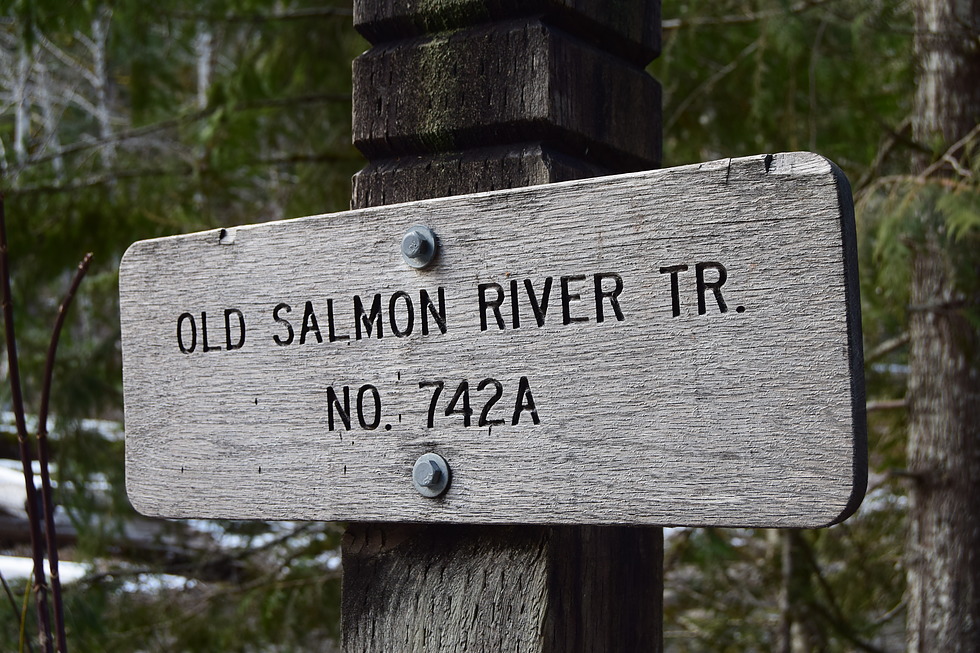 OLD SALMON RIVER TR.
NO. 742A